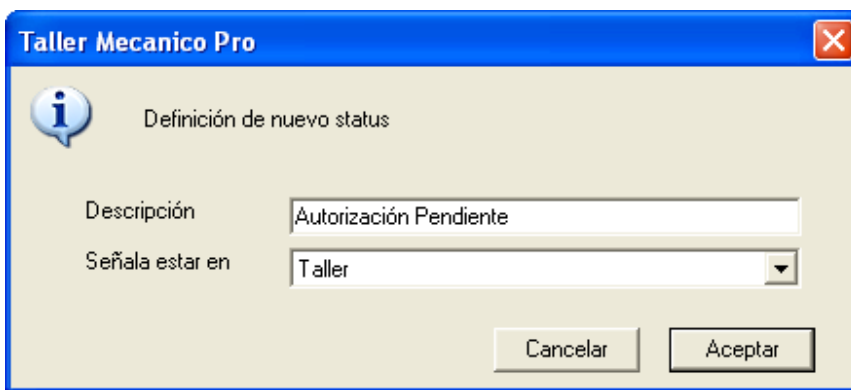 Taller Mecanico Pro
Definición de nuevo status
Descripción Autorización Pendiente
Señala estar en Taller
Cancelar Aceptar